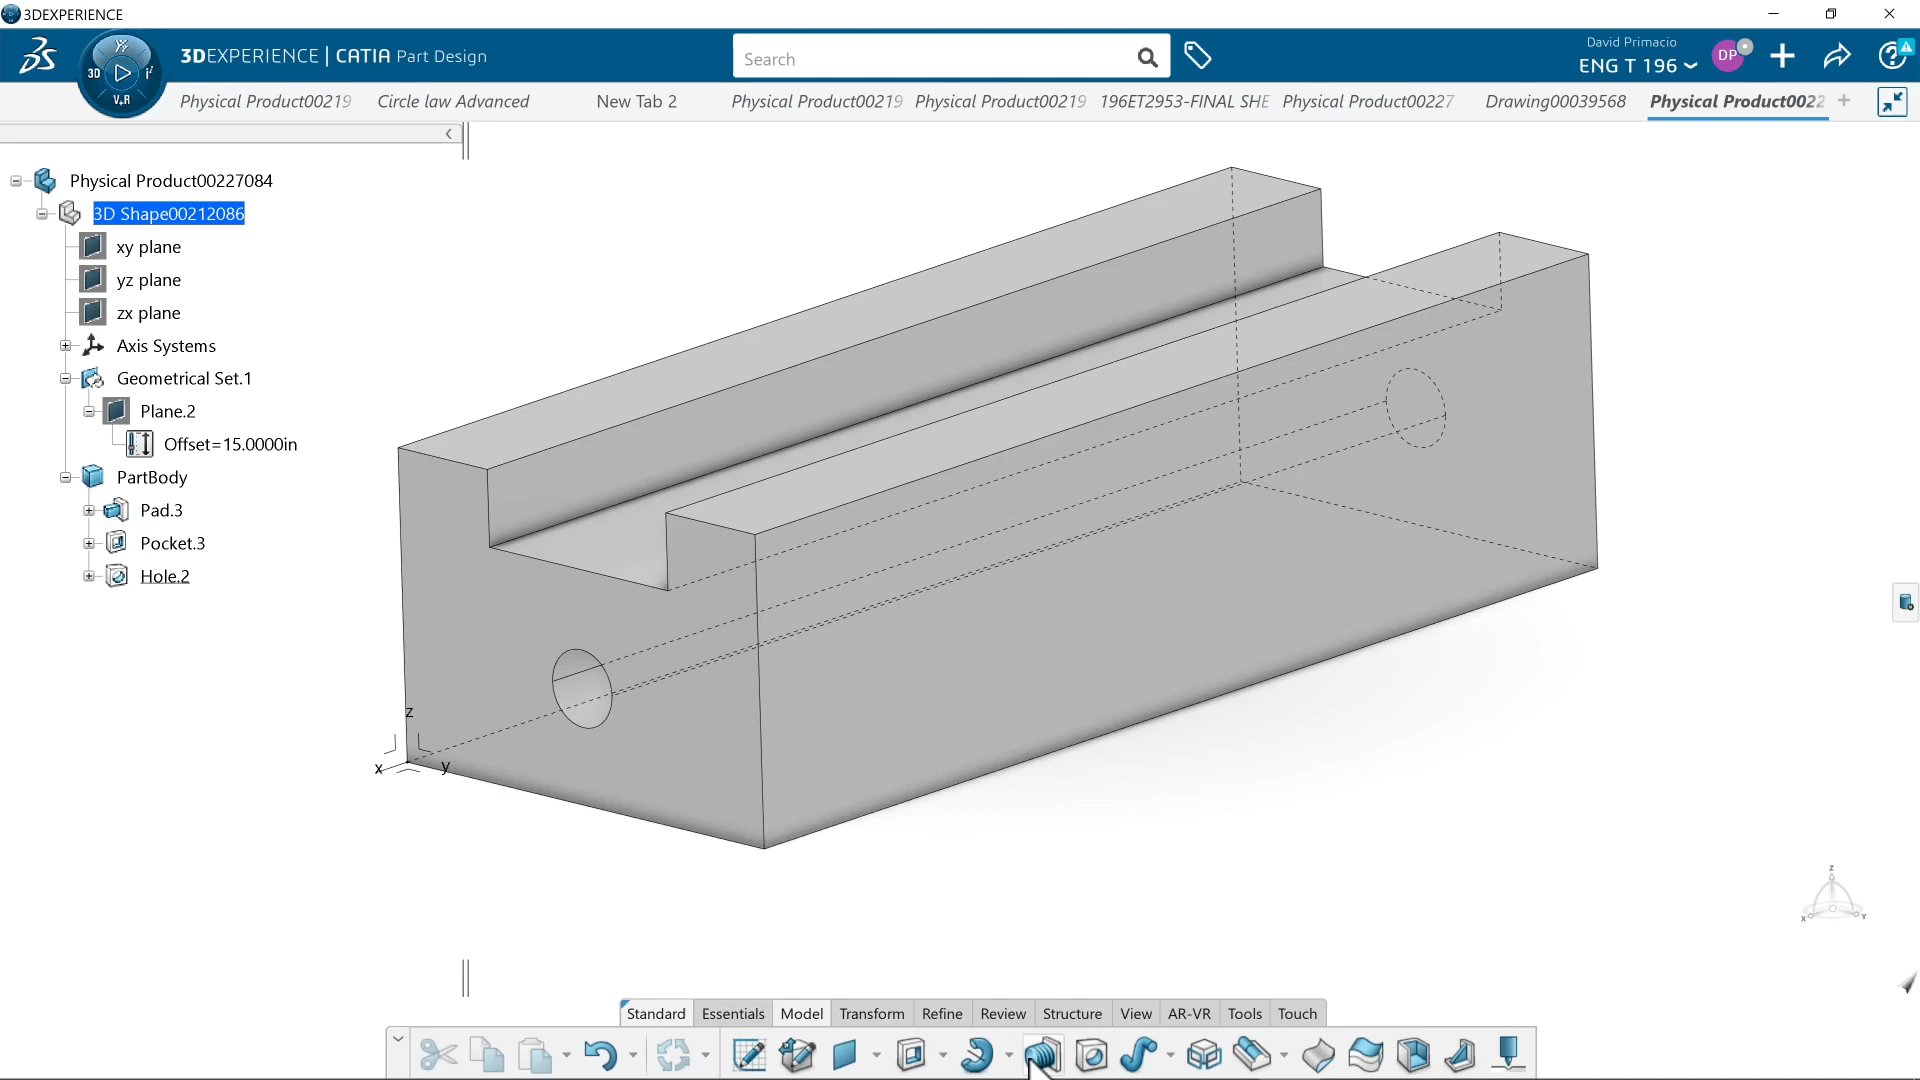 3DEXPERIENCE
3DEXPERIENCE | CATIA Part Design
3D
V.R
Search
David Primacio
ENG T 196
DP
Physical Product00219
Circle law Advanced
New Tab 2
Physical Product00219
Physical Product00219
196ET2953-FINAL SHE
Physical Product00227
Drawing00039568
Physical Product0022
Physical Product00227084
3D Shape00212086
xy plane
yz plane
zx plane
Axis Systems
Geometrical Set.1
Plane.2
Offset=15.0000in
PartBody
Pad.3
Pocket.3
Hole.2
z
x
y
z
x
y
Standard
Essentials
Model
Transform
Refine
Review
Structure
View
AR-VR
Tools
Touch